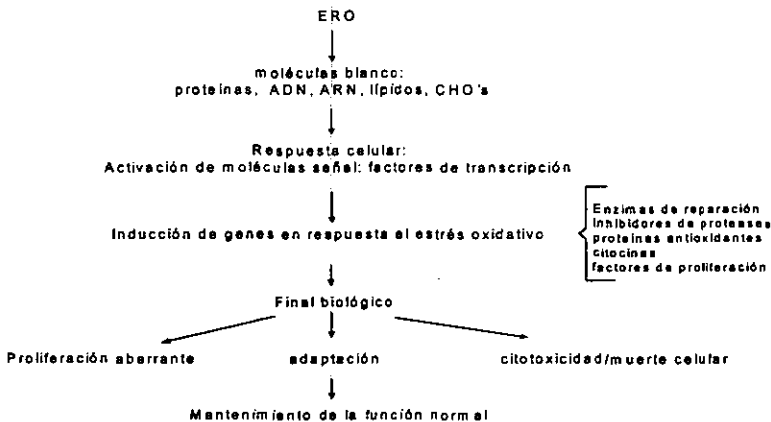 ERO
moléculas blanco:
proteínas, ADN, ARN, lípidos, CHO's
Respuesta celular:
Activación de moléculas señal: factores de transcripción
Inducción de genes en respuesta al estrés oxidativo
Enzimas de reparación
Inhibidores de proteasas
proteínas antioxidantes
citocinas
factores de proliferación
Final biológico
Proliferación aberrante
adaptación
citotoxicidad/muerte celular
Mantenimiento de la función normal